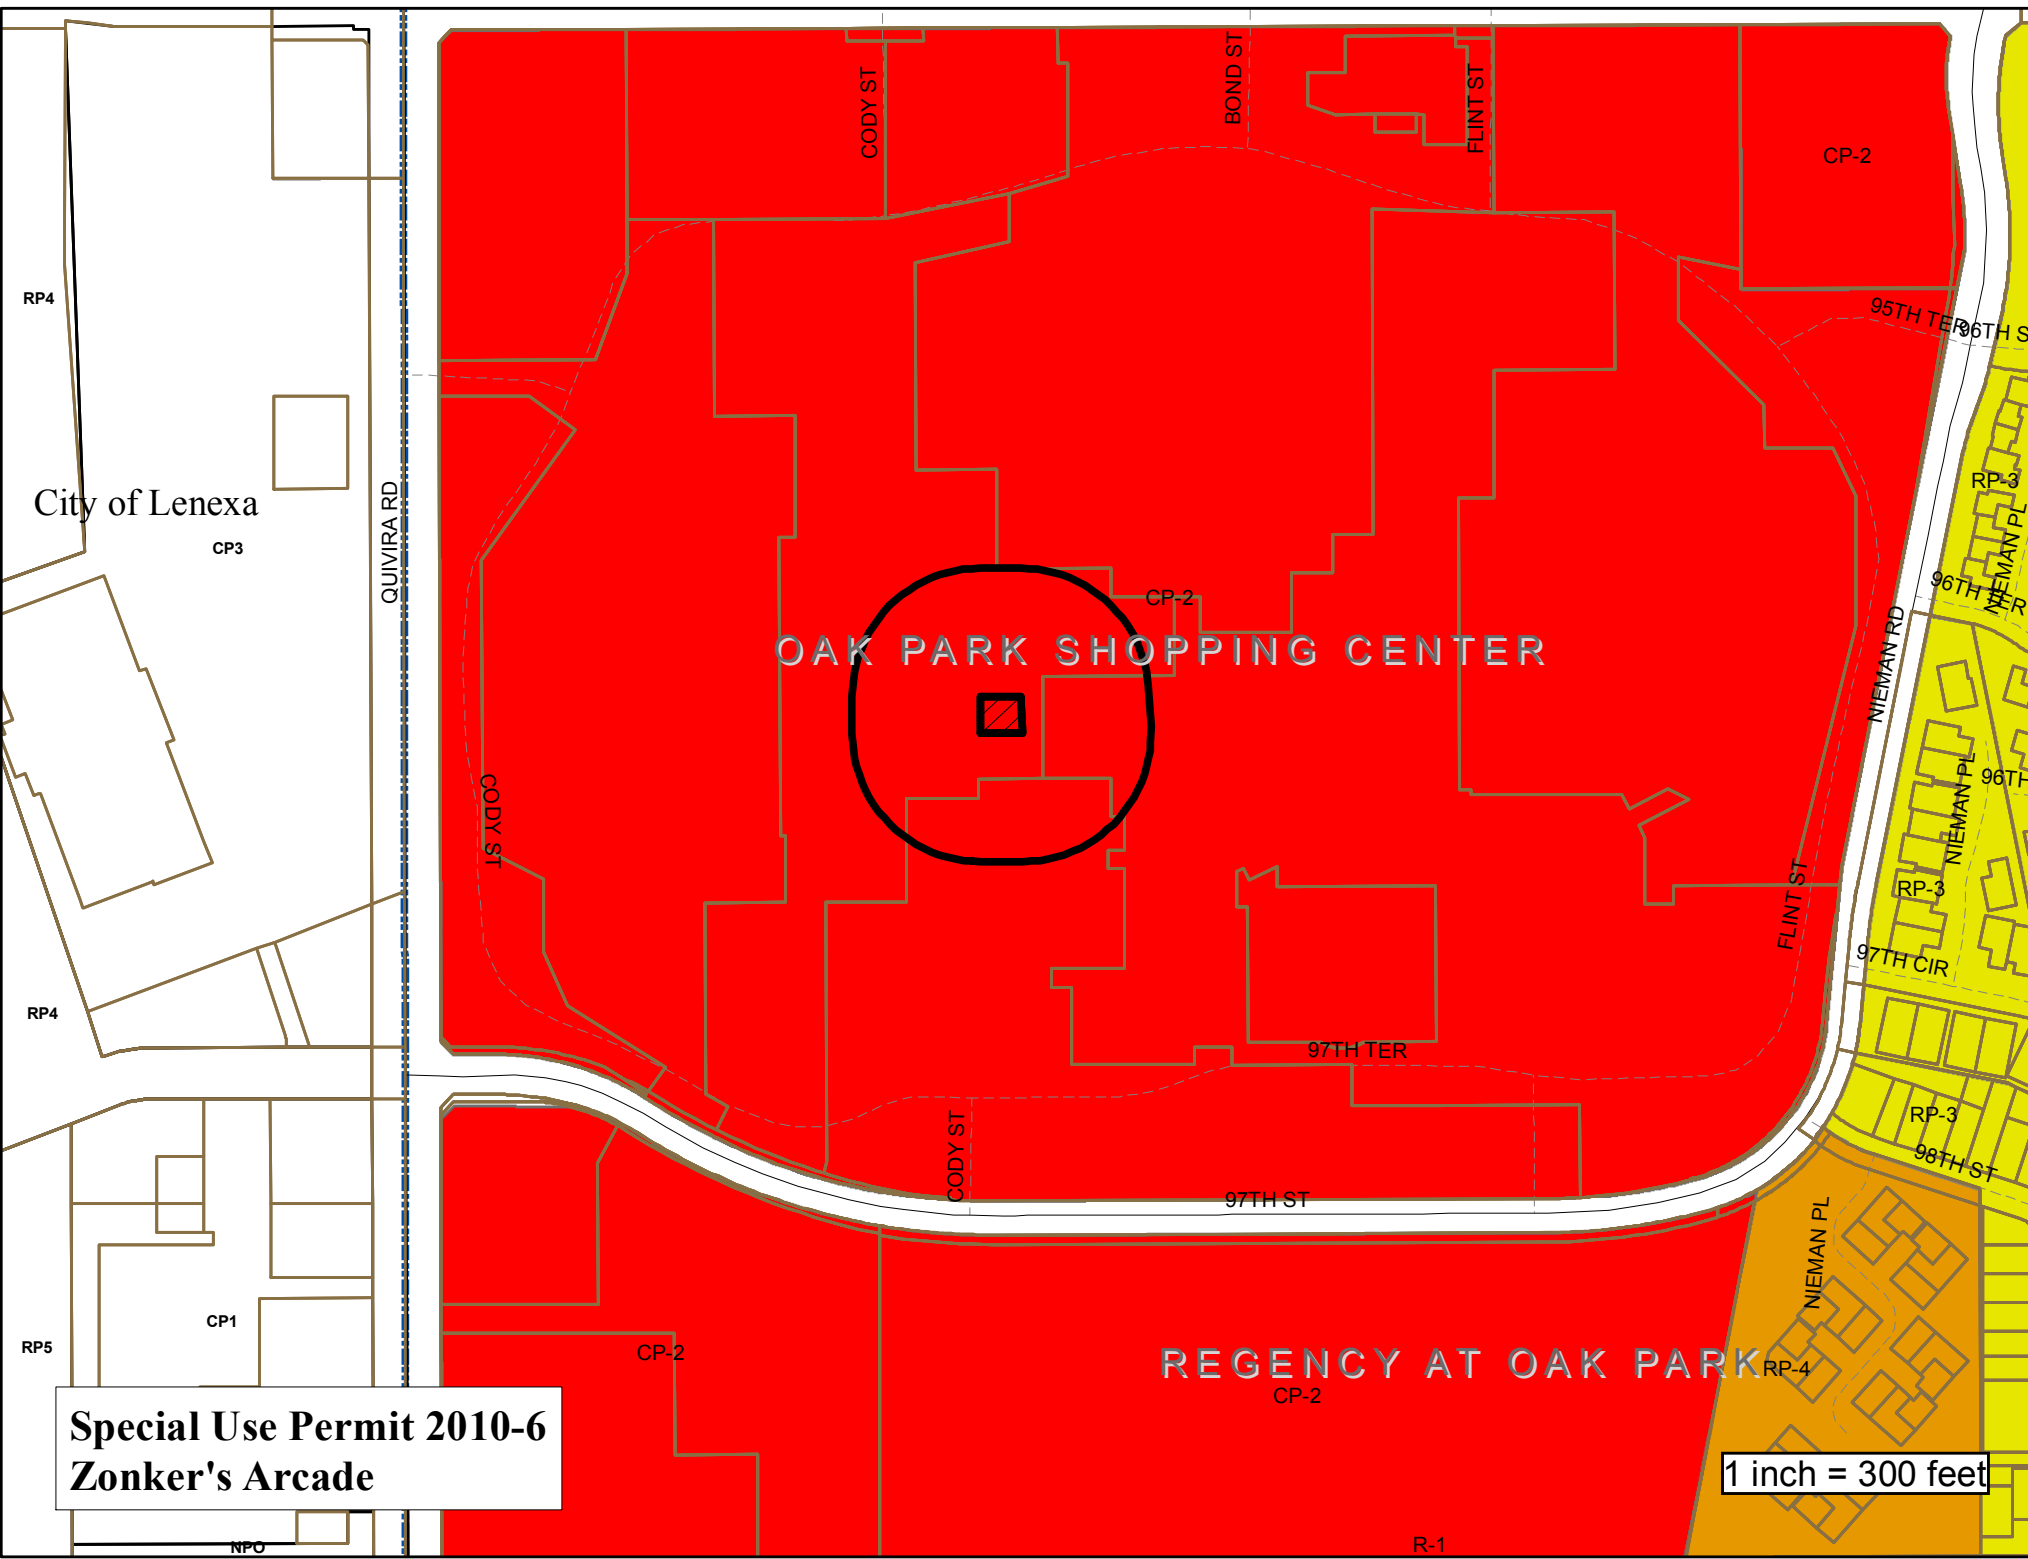 CODY ST
BOND ST
FLINT ST
CP-2
RP4
95TH TER
96TH S
City of Lenexa
CP3
QUIVIRA RD
RP-3
NIEMAN PL
96TH TER
CP-2
OAK PARK SHOPPING CENTER
NIEMAN RD
CODY ST
NIEMAN PL
96TH
RP-3
FLINT ST
97TH CIR
RP4
97TH TER
RP-3
CODY ST
98TH ST
97TH ST
NIEMAN PL
CP1
RP5
CP-2
REGENCY AT OAK PARK
RP-4
CP-2
Special Use Permit 2010-6
Zonker's Arcade
1 inch = 300 feet
NPO
R-1